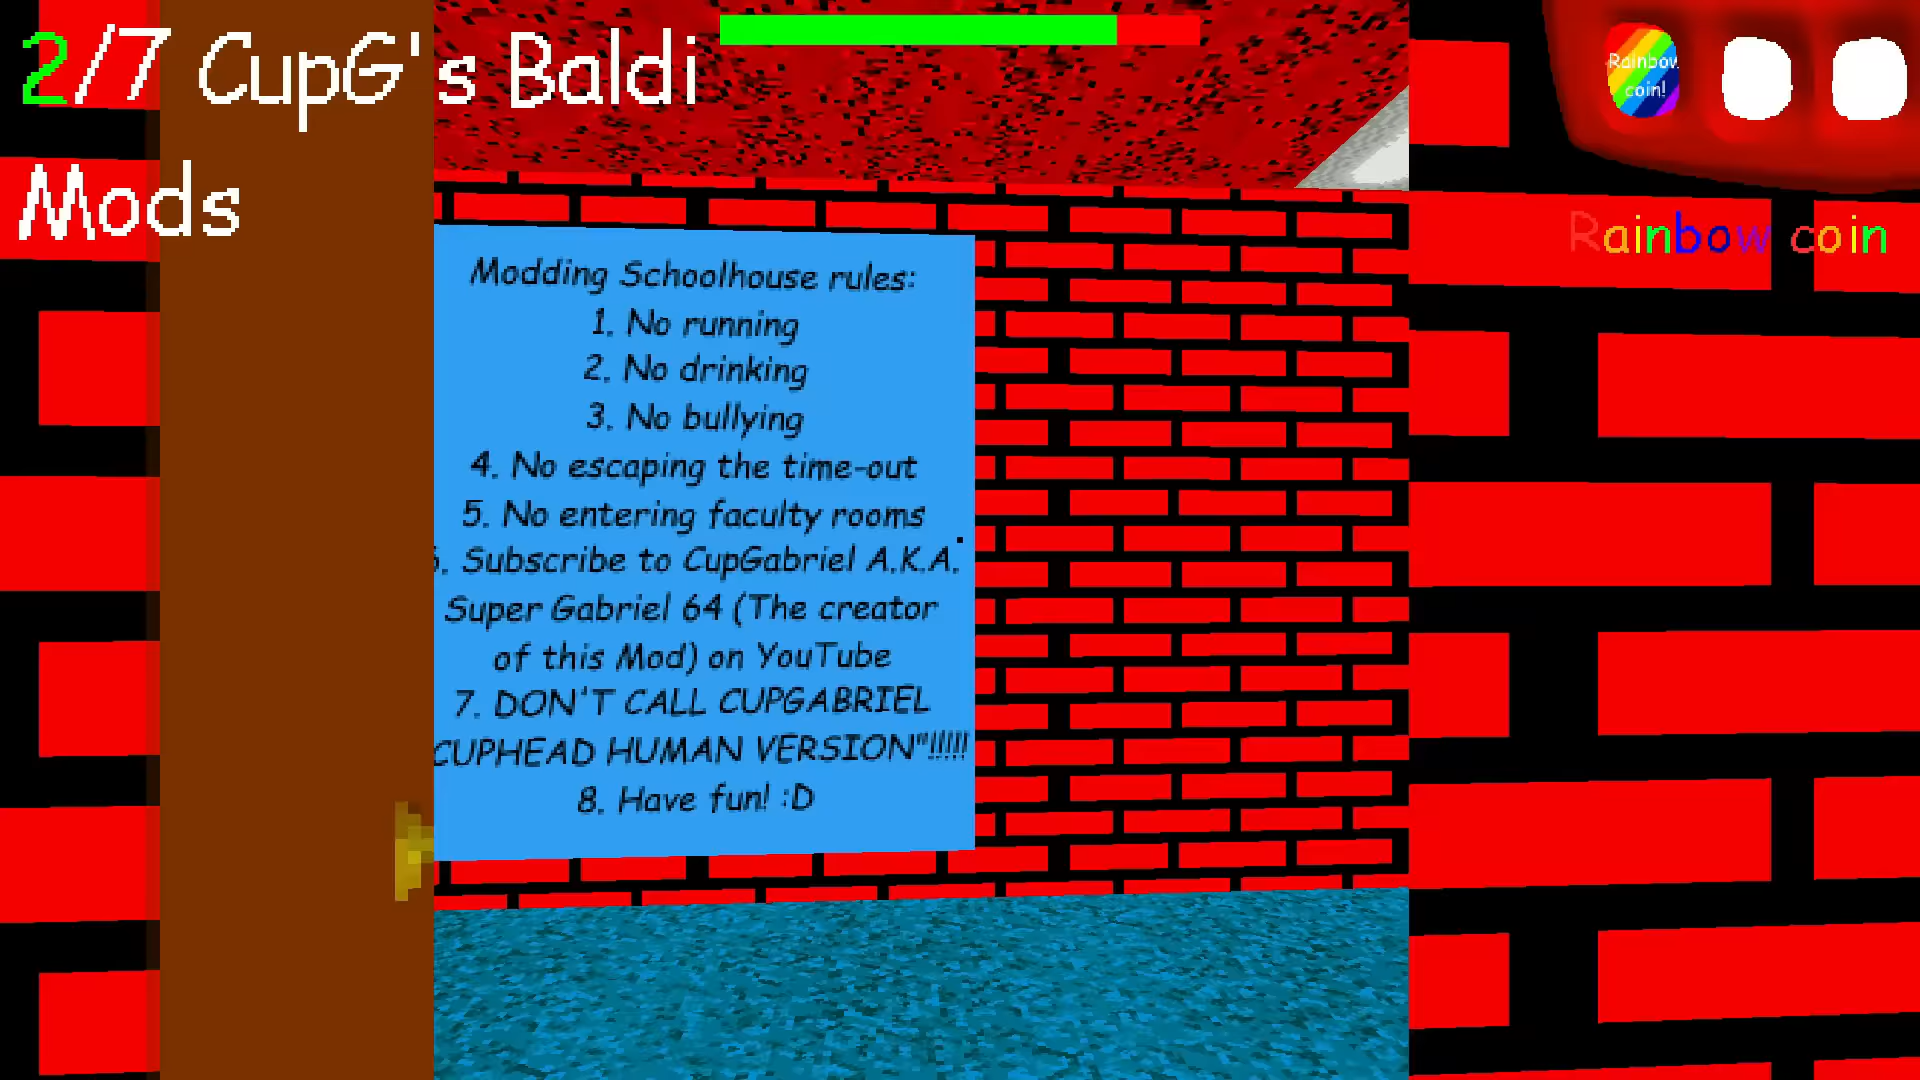 2/7 CupG's Baldi
Mods
Rainbow
coin!
Rainbow coin
Modding Schoolhouse rules:
1. No running
2. No drinking
3. No bullying
4. No escaping the time-out
5. No entering faculty rooms
6. Subscribe to CupGabriel A.K.A.
Super Gabriel 64 (The creator
of this Mod) on YouTube
7. DON'T CALL CUPGABRIEL
CUPHEAD HUMAN VERSION"!!!!!
8. Have fun! :D